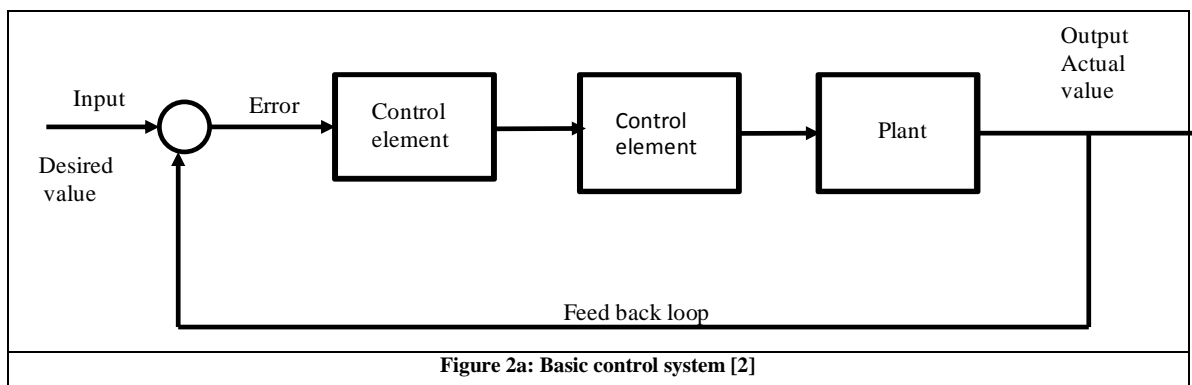 Output
Actual
value
Input
Error
Control
element
Control
element
Plant
Desired
value
Feed back loop
Figure 2a: Basic control system [2]